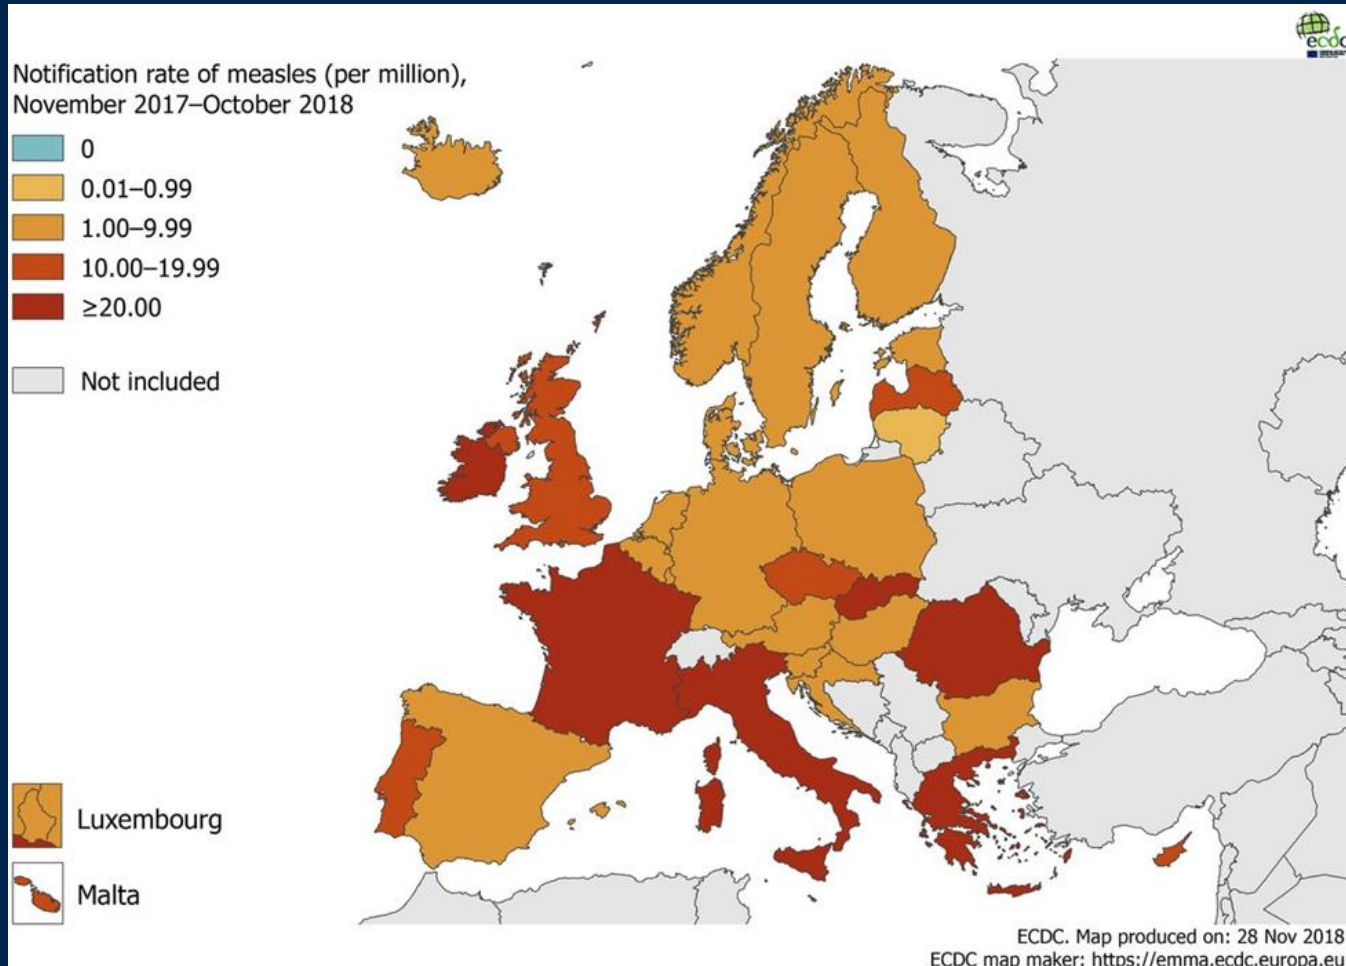 ecdc
Notification rate of measles (per million),
November 2017–October 2018
0
0.01–0.99
1.00–9.99
10.00–19.99
≥20.00
Not included
Luxembourg
Malta
ECDC. Map produced on: 28 Nov 2018
ECDC map maker: https://emma.ecdc.europa.eu